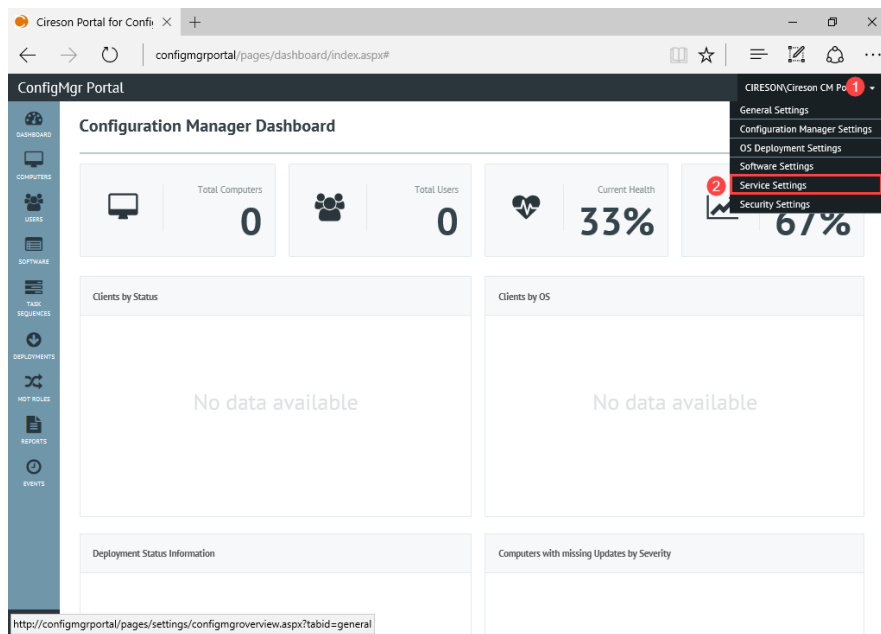 Cireson Portal for Confi
configmgrportal/pages/dashboard/index.aspx#
ConfigMgr Portal
CIRESON\Cireson CM Po
1
General Settings
Configuration Manager Settings
OS Deployment Settings
Software Settings
2
Service Settings
Security Settings
DASHBOARD
COMPUTERS
USERS
SOFTWARE
TASK
SEQUENCES
DEPLOYMENTS
MDT ROLES
REPORTS
EVENTS
Configuration Manager Dashboard
Total Computers
0
Total Users
0
Current Health
33%
67%
Clients by Status
No data available
Clients by OS
No data available
Deployment Status Information
Computers with missing Updates by Severity
http://configmgrportal/pages/settings/configmgroverview.aspx?tabid=general